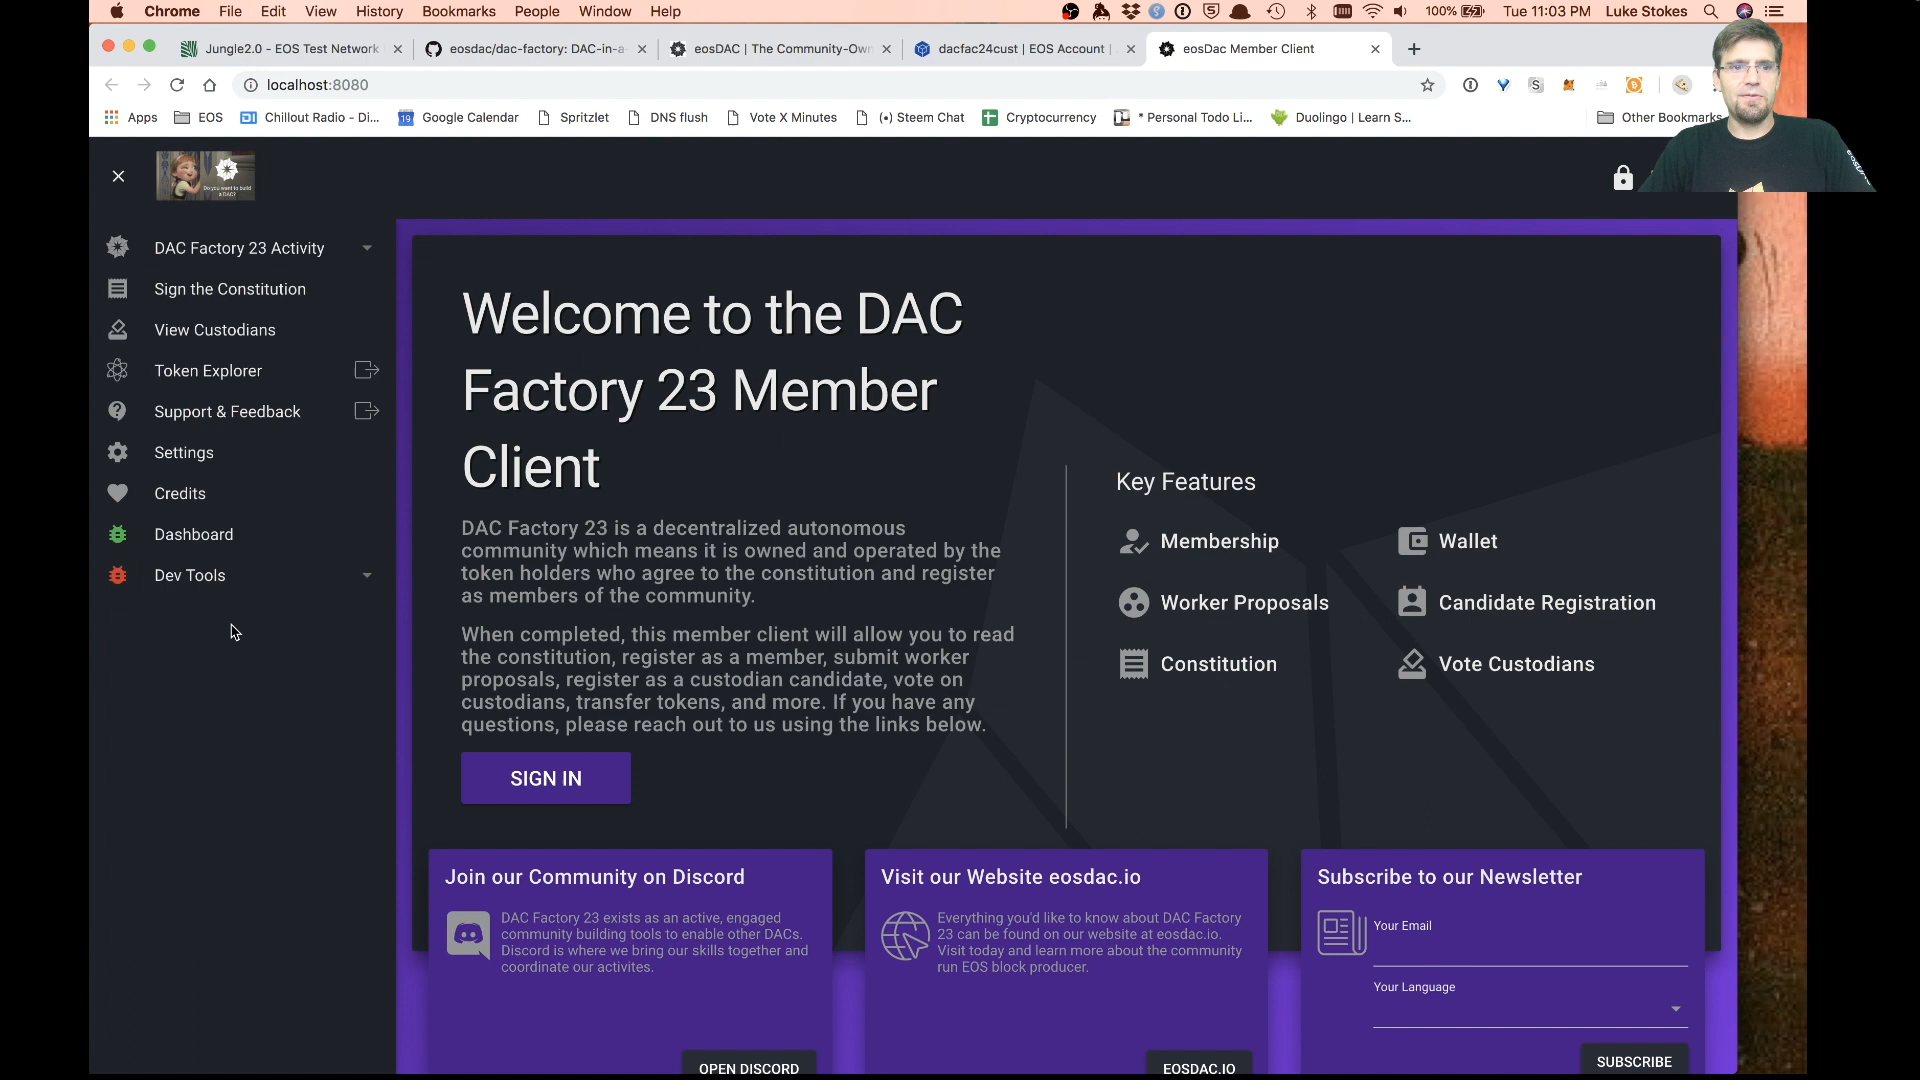 Chrome File Edit View History Bookmarks People Window Help 100% Tue 11:03 PM Luke Stokes
Jungle2.0 - EOS Test Network
eosdac/dac-factory: DAC-in-a-
eosDAC | The Community-Own
dacfac24cust | EOS Account |
eosDac Member Client
localhost:8080
Apps EOS Chillout Radio - Di... Google Calendar Spritzlet DNS flush Vote X Minutes (•) Steem Chat Cryptocurrency * Personal Todo Li... Duolingo | Learn S... Other Bookmarks
Do you want to build
a DAC?
DAC Factory 23 Activity
Sign the Constitution
View Custodians
Token Explorer
Support & Feedback
Settings
Credits
Dashboard
Dev Tools
Welcome to the DAC
Factory 23 Member
Client
DAC Factory 23 is a decentralized autonomous
community which means it is owned and operated by the
token holders who agree to the constitution and register
as members of the community.
When completed, this member client will allow you to read
the constitution, register as a member, submit worker
proposals, register as a custodian candidate, vote on
custodians, transfer tokens, and more. If you have any
questions, please reach out to us using the links below.
SIGN IN
Key Features
Membership
Wallet
Worker Proposals
Candidate Registration
Constitution
Vote Custodians
Join our Community on Discord
DAC Factory 23 exists as an active, engaged
community building tools to enable other DACs.
Discord is where we bring our skills together and
coordinate our activites.
OPEN DISCORD
Visit our Website eosdac.io
Everything you'd like to know about DAC Factory
23 can be found on our website at eosdac.io.
Visit today and learn more about the community
run EOS block producer.
EOSDAC.IO
Subscribe to our Newsletter
Your Email
Your Language
SUBSCRIBE